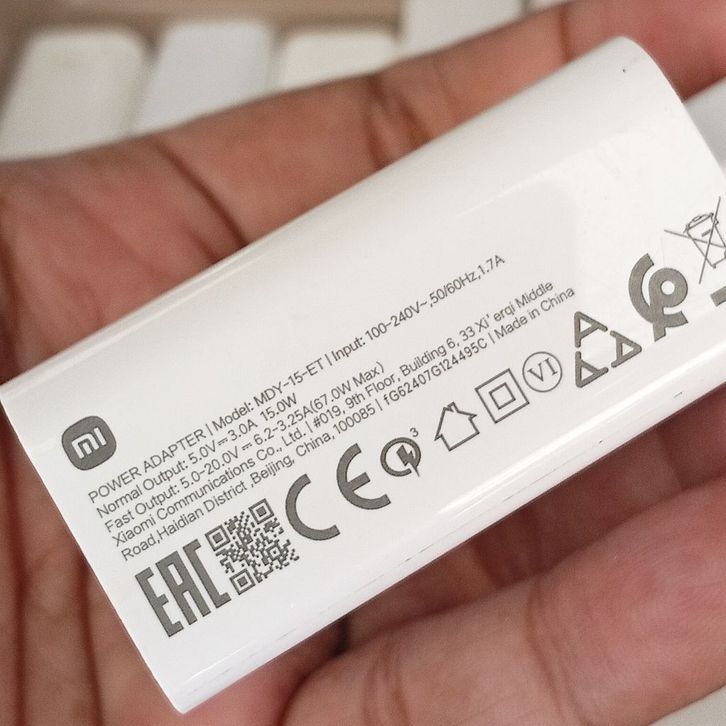 mi
POWER ADAPTER | Model: MDY-15-ET | Input: 100-240V~,50/60Hz,1.7A
Normal Output: 5.0V⎓3.0A 15.0W
Fast Output: 5.0-20.0V⎓6.2-3.25A(67.0W Max)
Xiaomi Communications Co., Ltd. | #019, 9th Floor, Building 6, 33 Xi'erqi Middle
Road,Haidian District Beijing, China,100085 | fG62407G124495C | Made in China
EAC CE 3 VI